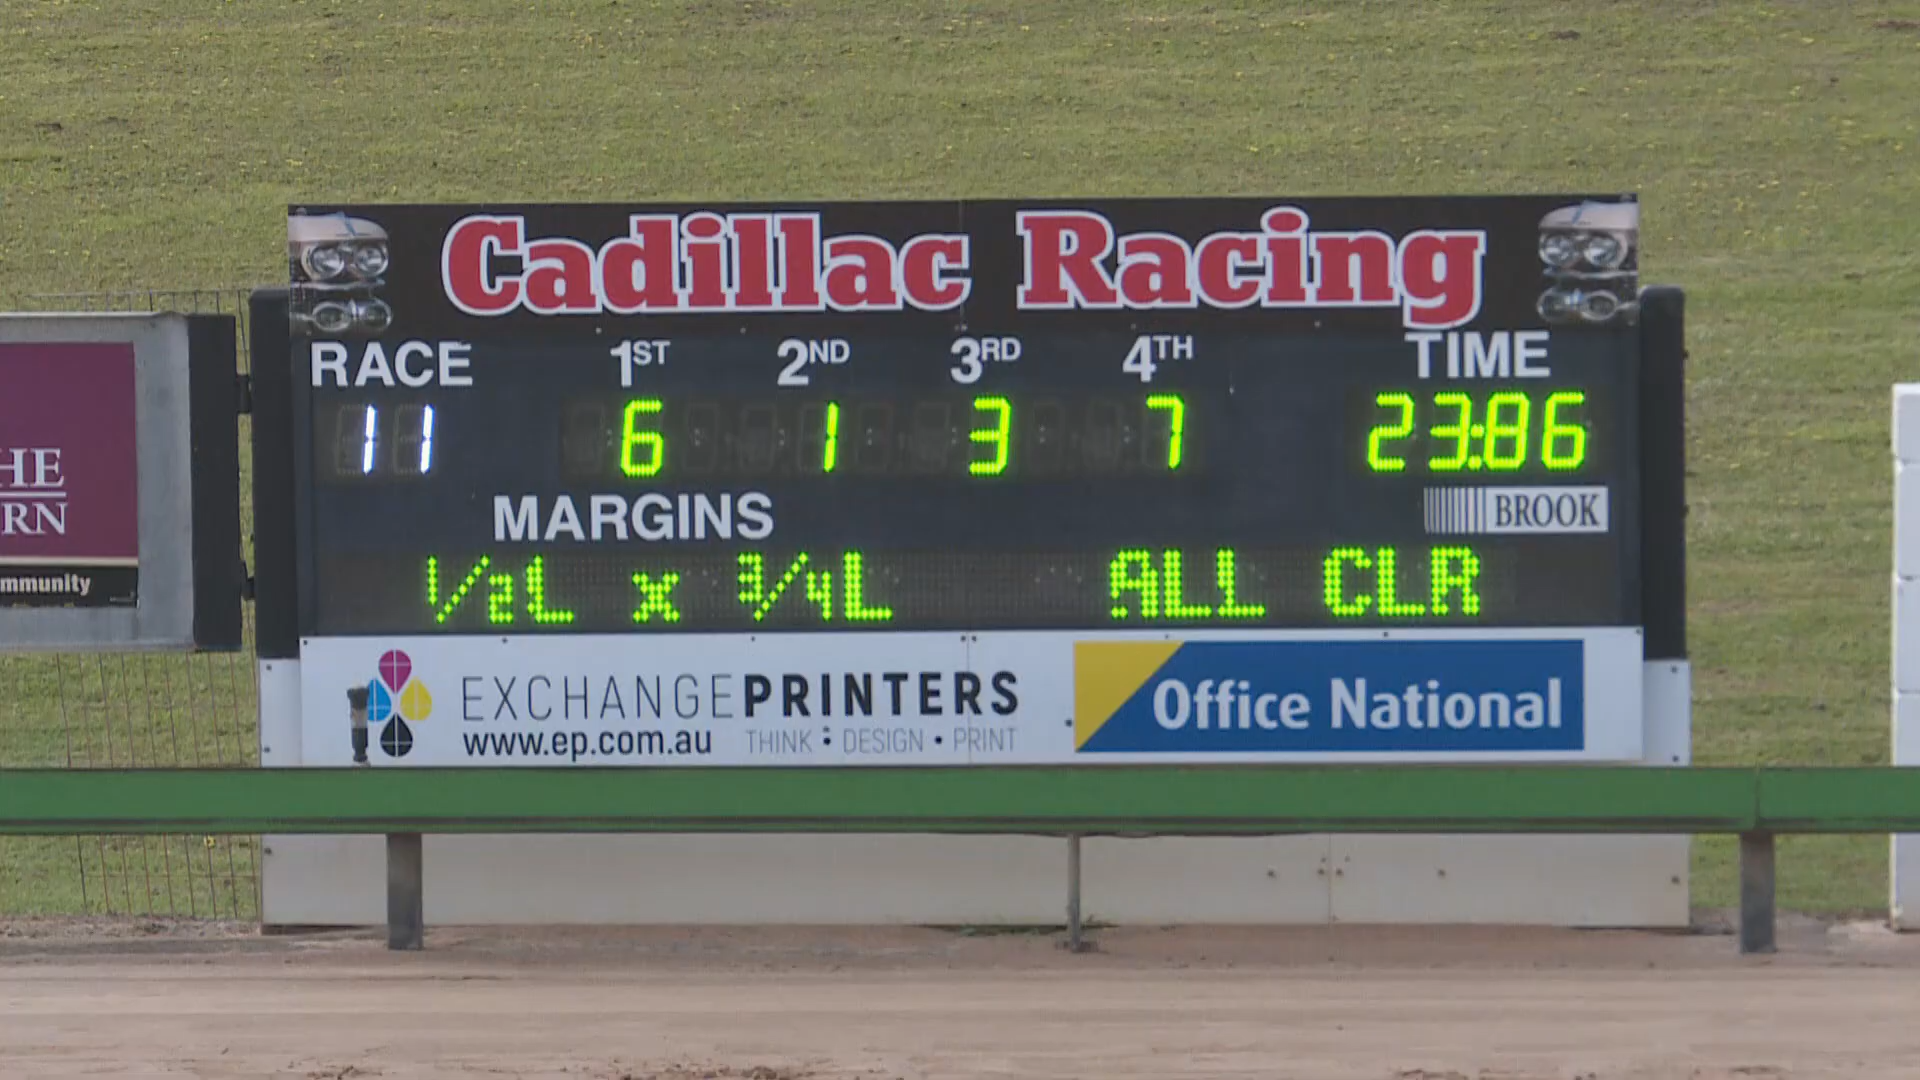 Cadillac Racing
RACE 1ST 2ND 3RD 4TH TIME
11 6 1 3 7 23:86
MARGINS
BROOK
½L x ¾L ALL CLR
EXCHANGEPRINTERS
www.ep.com.au THINK : DESIGN • PRINT
Office National
HE
RN
mmunity